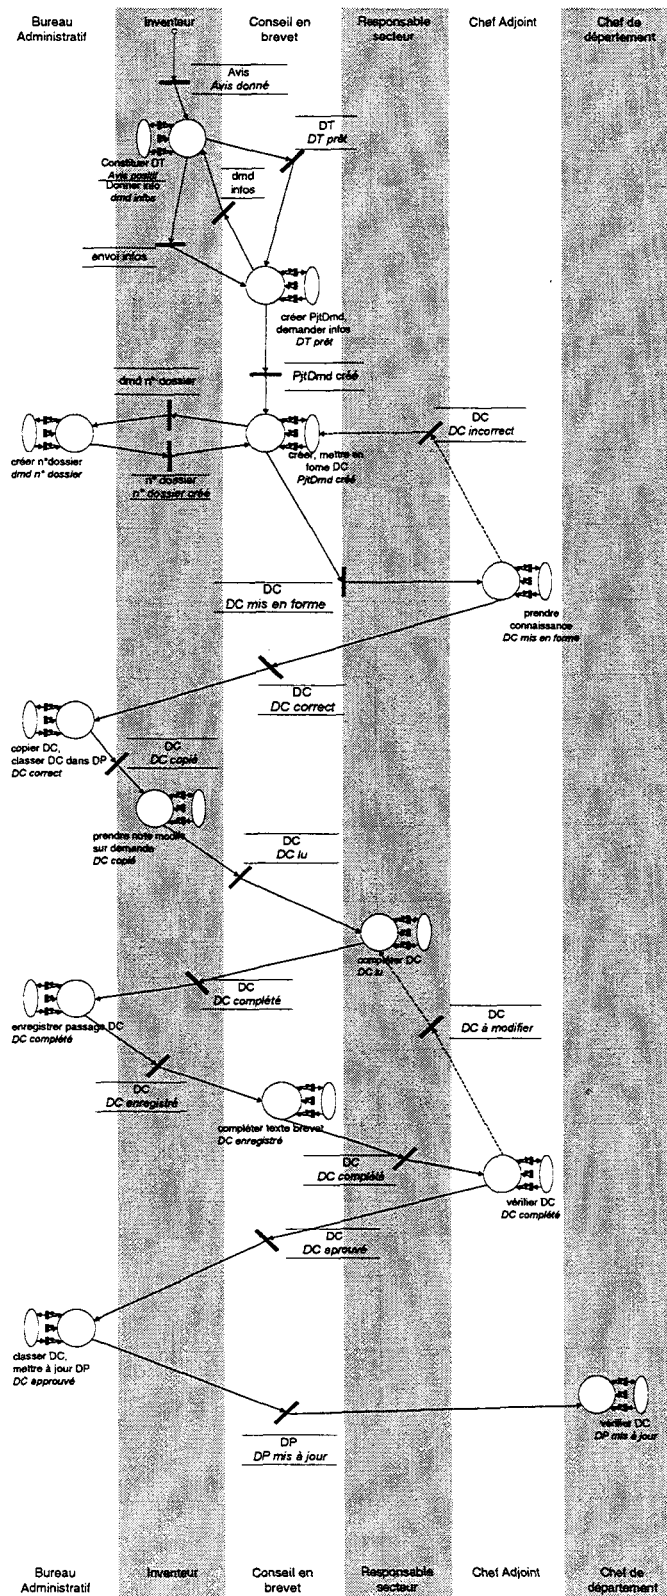 Bureau
Administratif
Inventeur
Conseil en
brevet
Responsable
secteur
Chef Adjoint
Chef de
département
Avis
Avis donné
DT
DT prêt
Constituer DT
Avis positif
Donner info
dmd infos
dmd
infos
envoi infos
créer PjtDmd,
demander infos
DT prêt
dmd n° dossier
PjtDmd créé
DC
DC incorrect
créer n°dossier
dmd n° dossier
n° dossier
n° dossier créé
créer, mettre en
fome DC
PjtDmd créé
DC
DC mis en forme
prendre
connaissance
DC mis en forme
DC
DC correct
copier DC,
classer DC dans DP
DC correct
DC
DC copié
prendre note modifs
sur demande
DC copié
DC
DC lu
compléter DC
DC lu
DC
DC complété
enregistrer passage DC
DC complété
DC
DC à modifier
DC
DC enregistré
compléter texte brevet
DC enregistré
DC
DC complété
vérifier DC
DC complété
DC
DC aprouvé
classer DC,
mettre à jour DP
DC approuvé
vérifier DC
DP mis à jour
DP
DP mis à jour
Bureau
Administratif
Inventeur
Conseil en
brevet
Responsable
secteur
Chef Adjoint
Chef de
département